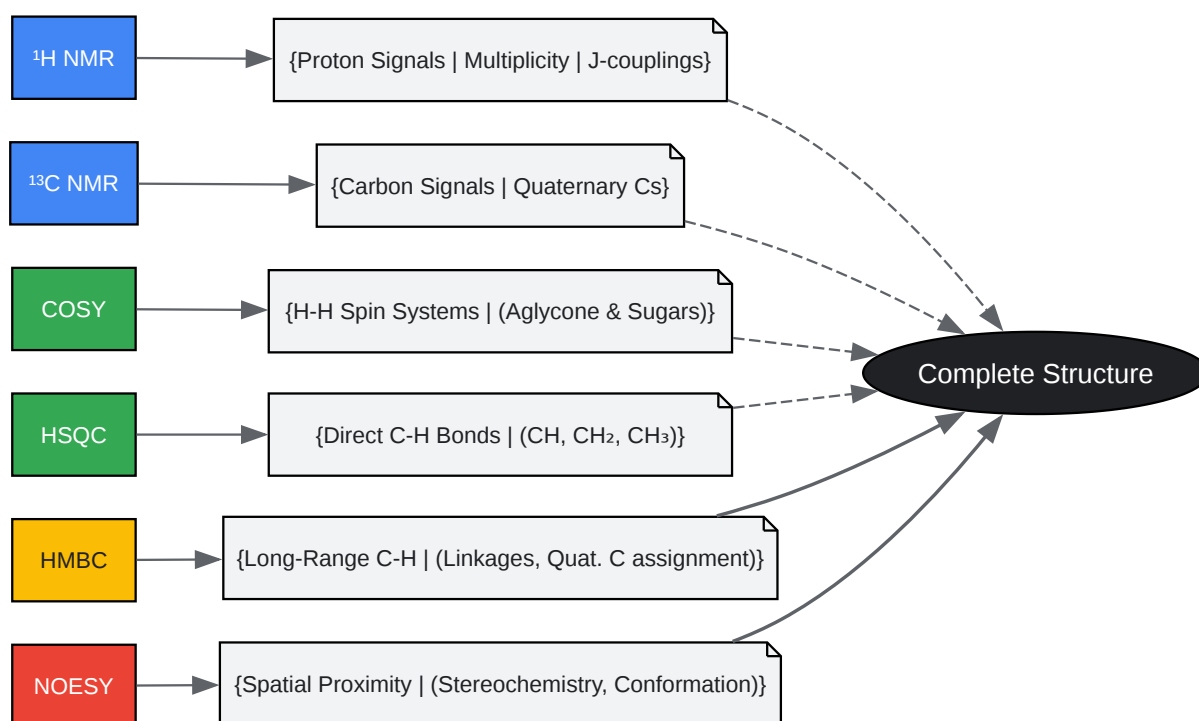 ¹H NMR
{Proton Signals | Multiplicity | J-couplings}
¹³C NMR
{Carbon Signals | Quaternary Cs}
COSY
{H-H Spin Systems | (Aglycone & Sugars)}
Complete Structure
HSQC
{Direct C-H Bonds | (CH, CH₂, CH₃)}
HMBC
{Long-Range C-H | (Linkages, Quat. C assignment)}
NOESY
{Spatial Proximity | (Stereochemistry, Conformation)}